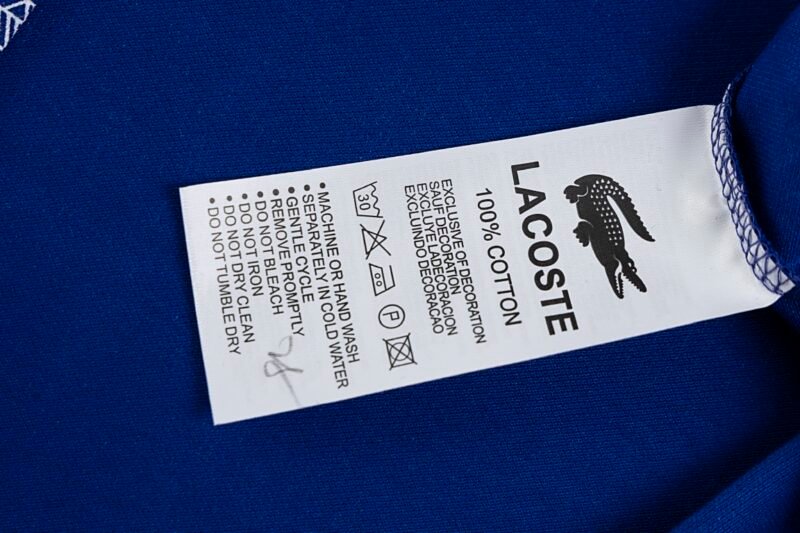 LACOSTE
100% COTTON
EXCLUSIVE OF DECORATION
SAUF DECORATION
EXCLUYE LADECORACION
EXCLUINDO DECORACAO
30
P
• MACHINE OR HAND WASH
• SEPARATELY IN COLD WATER
• GENTLE CYCLE
• REMOVE PROMPTLY
• DO NOT BLEACH
• DO NOT IRON
• DO NOT DRY CLEAN
• DO NOT TUMBLE DRY